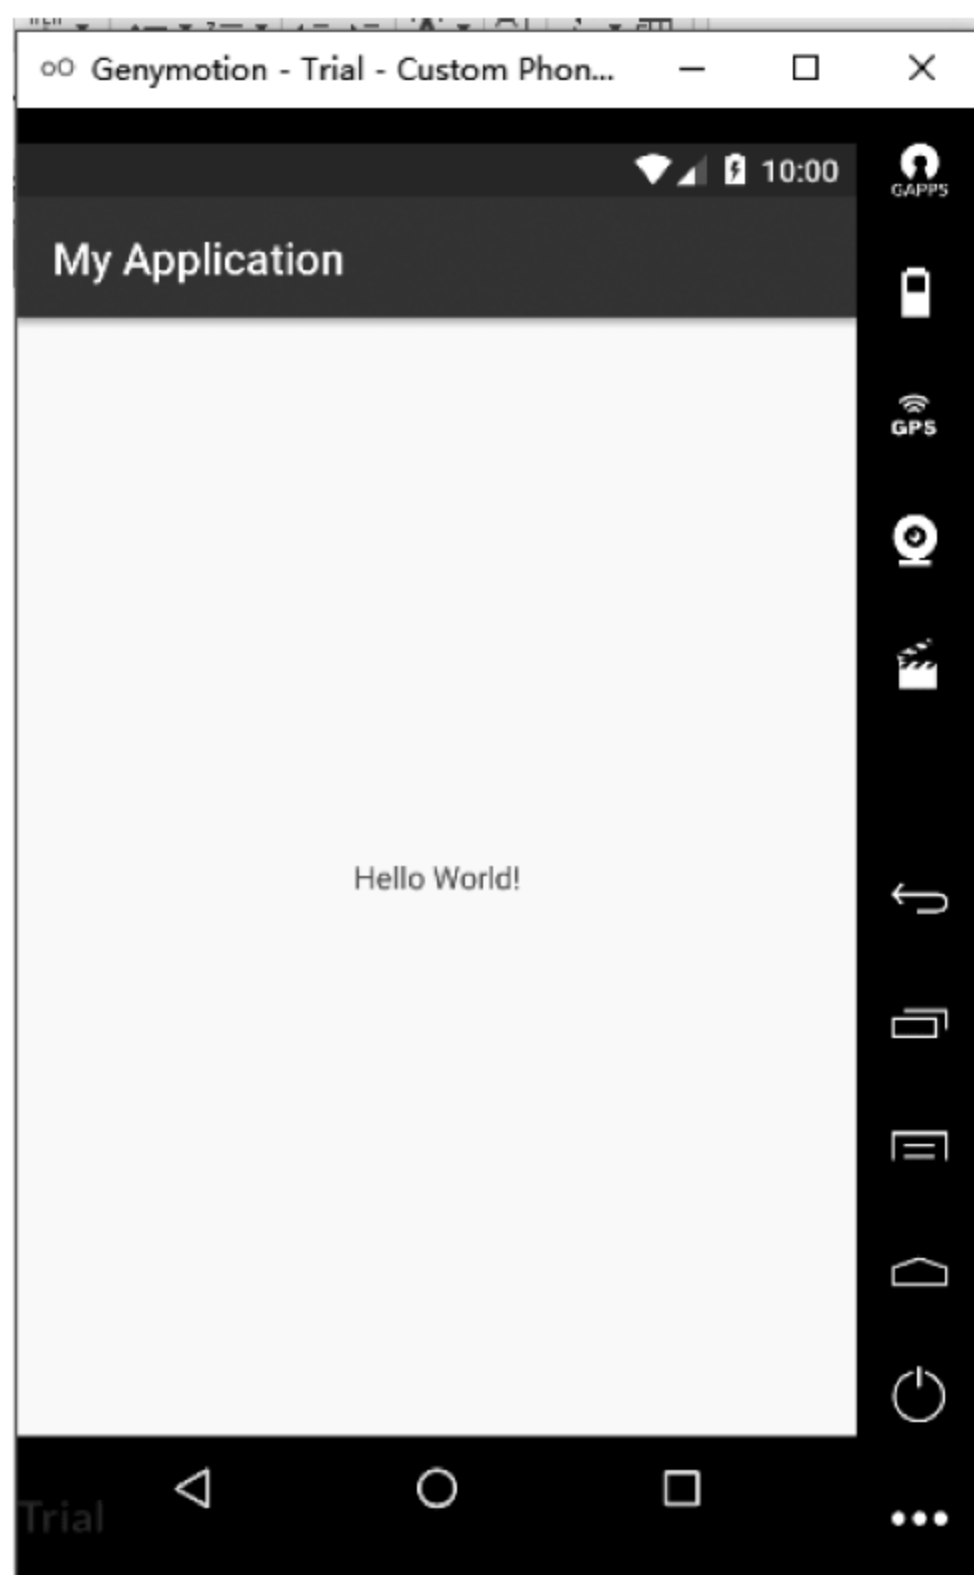 Genymotion - Trial - Custom Phon...
10:00
GAPPS
My Application
GPS
Hello World!
Trial